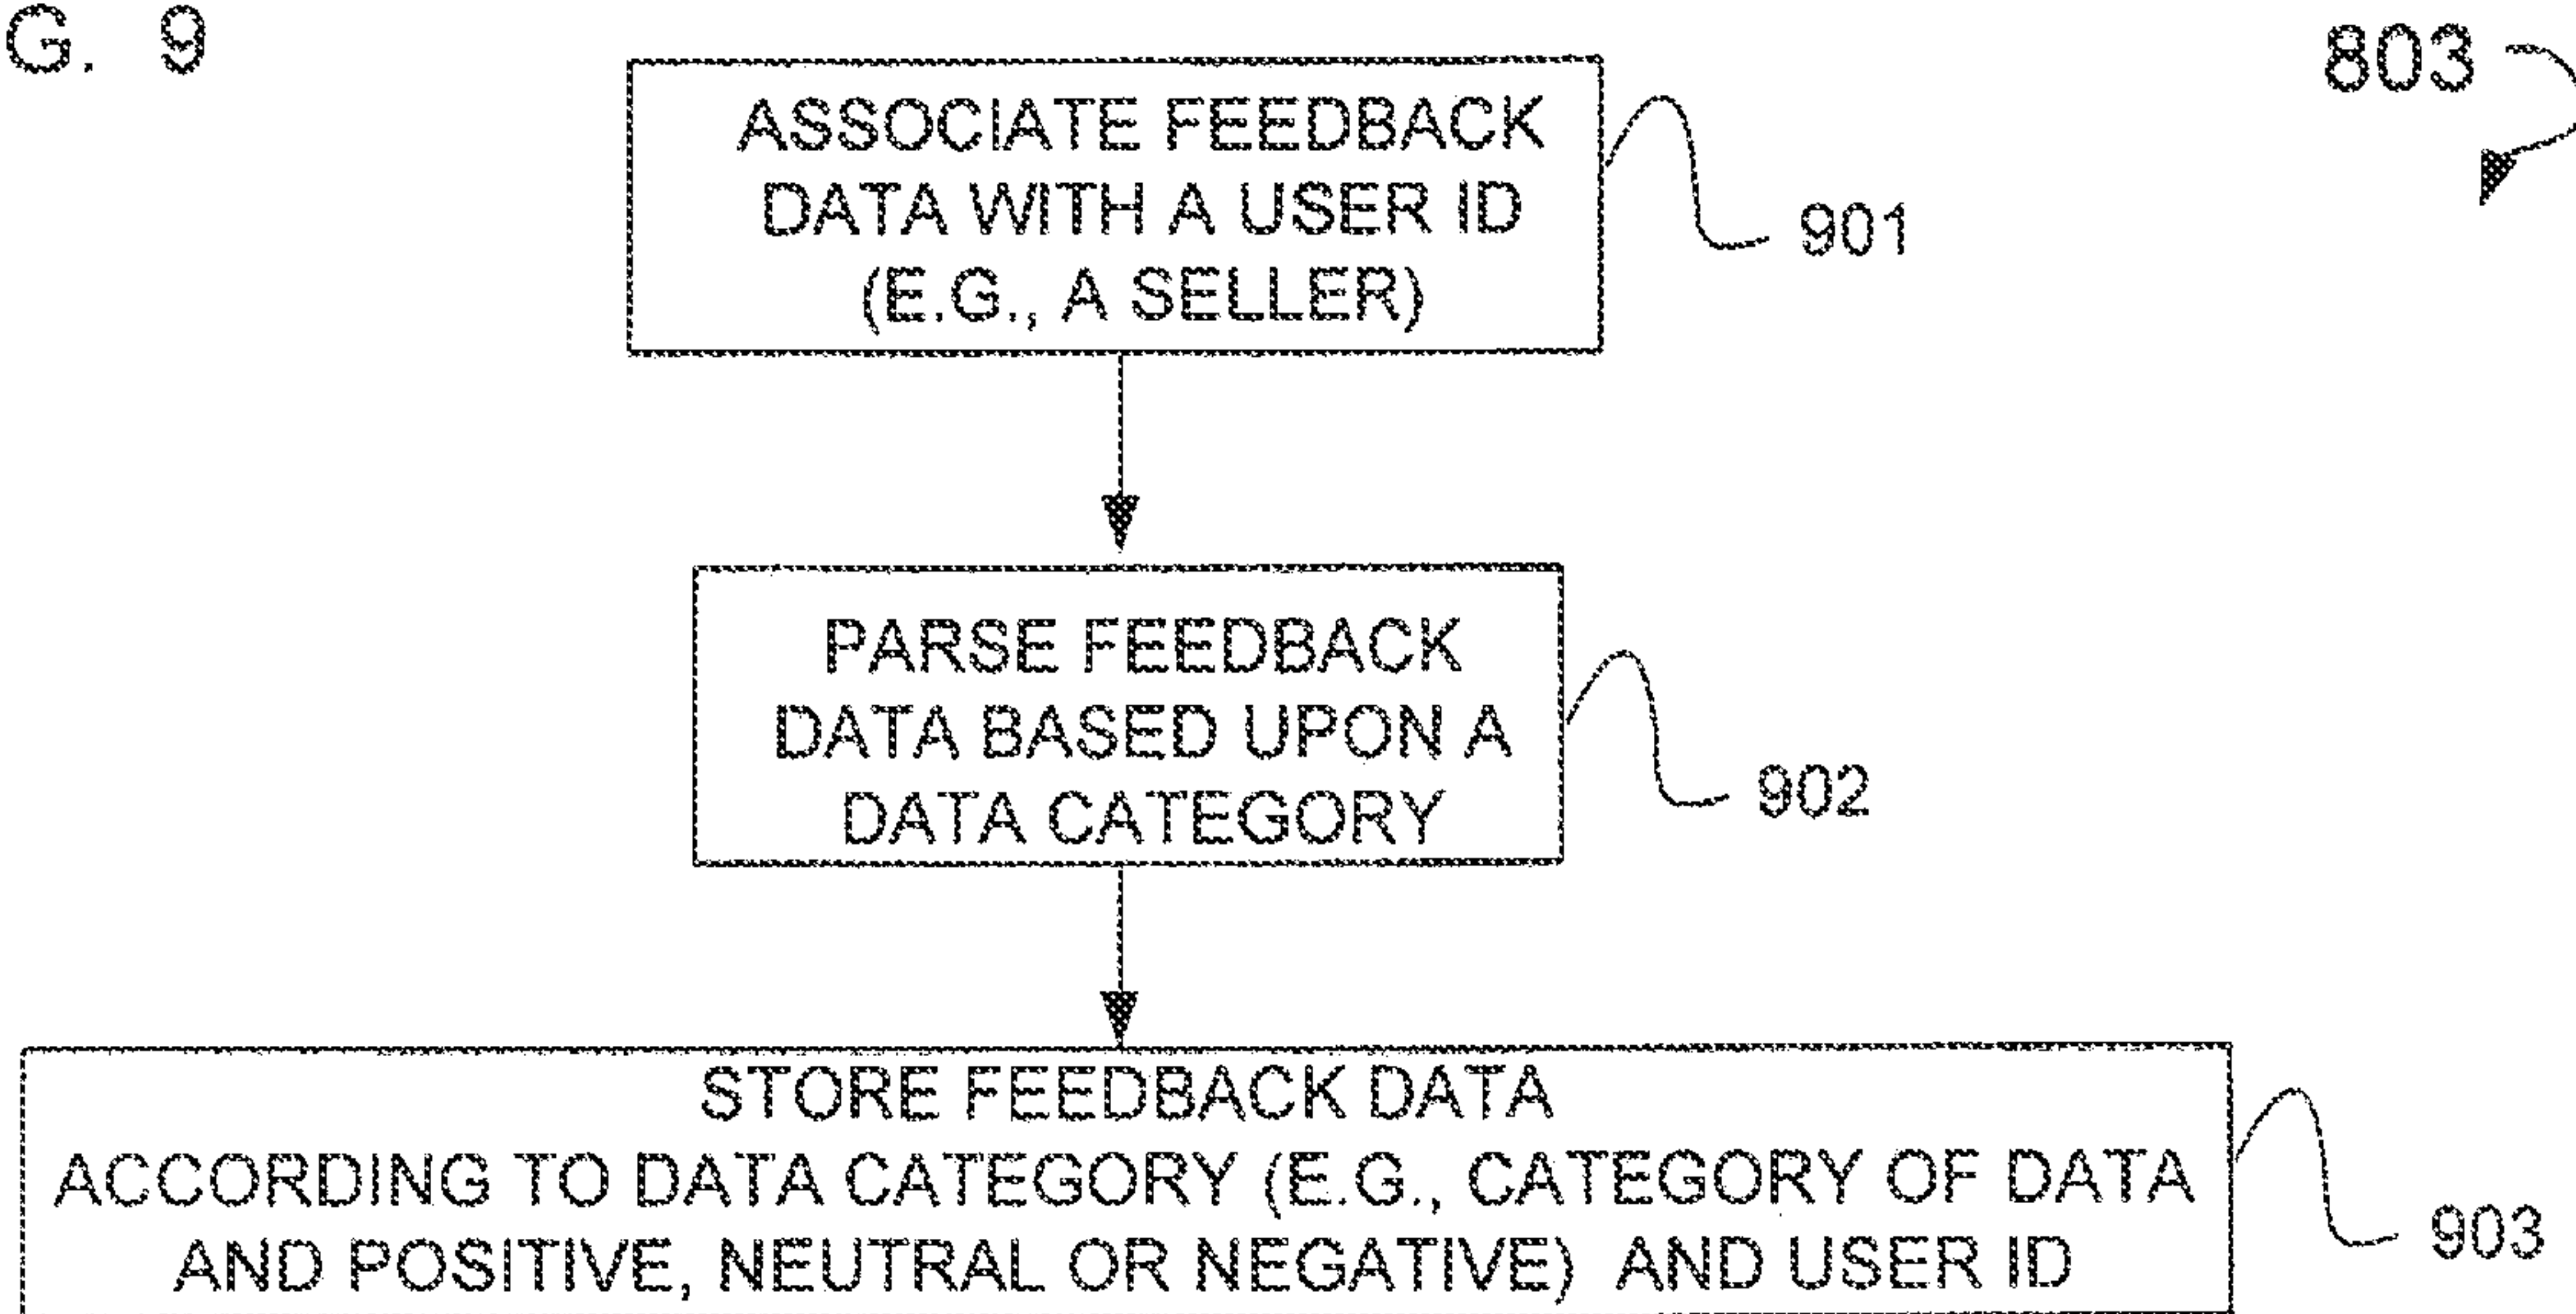 G. 9
803
ASSOCIATE FEEDBACK
DATA WITH A USER ID
(E.G., A SELLER)
901
PARSE FEEDBACK
DATA BASED UPON A
DATA CATEGORY
902
STORE FEEDBACK DATA
ACCORDING TO DATA CATEGORY (E.G., CATEGORY OF DATA
AND POSITIVE, NEUTRAL OR NEGATIVE) AND USER ID
903